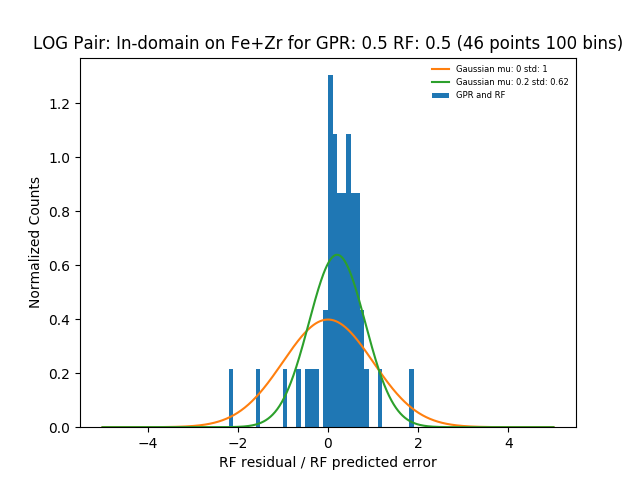 LOG Pair: In-domain on Fe+Zr for GPR: 0.5 RF: 0.5 (46 points 100 bins)
Gaussian mu: 0 std: 1
Gaussian mu: 0.2 std: 0.62
GPR and RF
Normalized Counts
1.2
1.0
0.8
0.6
0.4
0.2
0.0
−4
−2
0
2
4
RF residual / RF predicted error